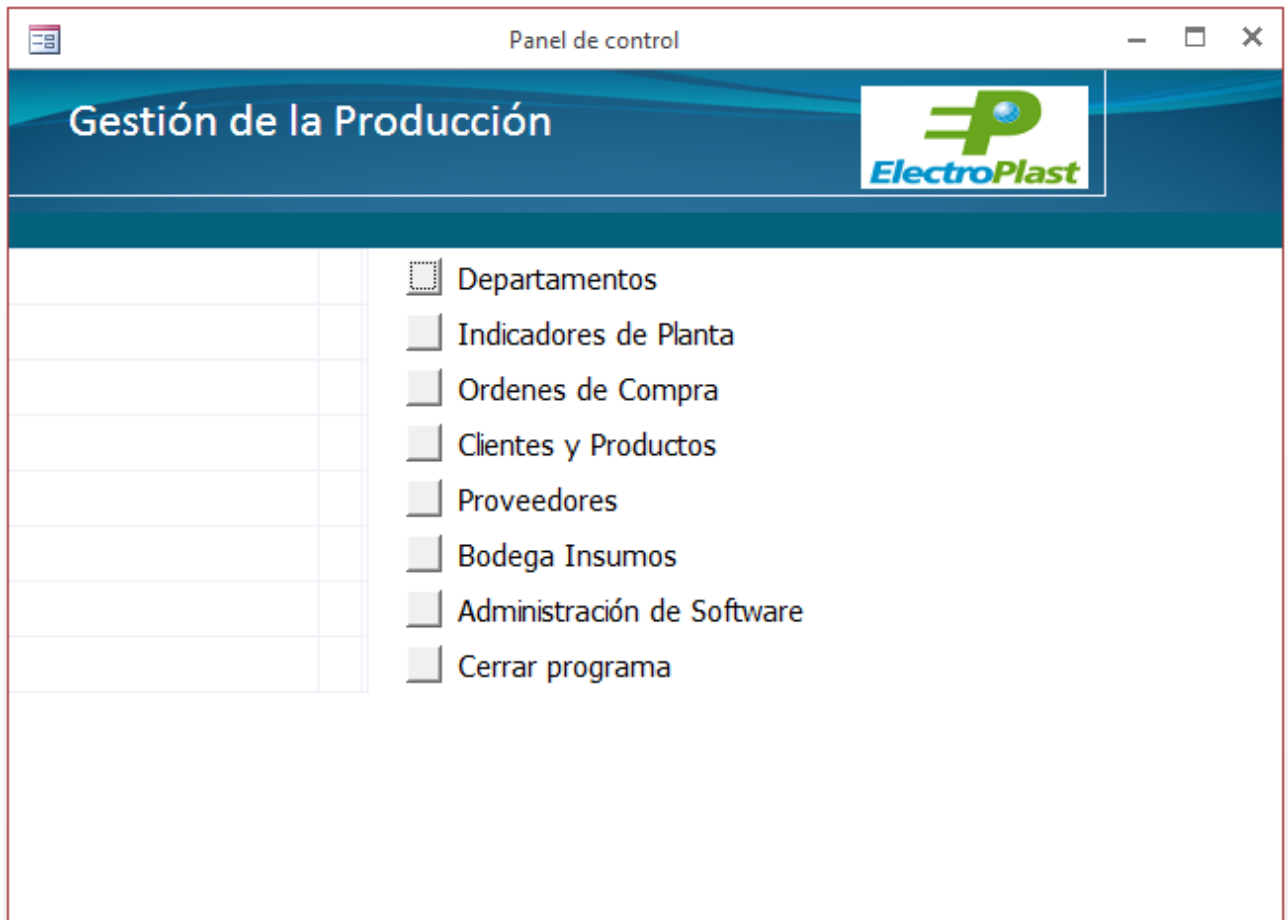 Panel de control
Gestión de la Producción
ElectroPlast
Departamentos
Indicadores de Planta
Ordenes de Compra
Clientes y Productos
Proveedores
Bodega Insumos
Administración de Software
Cerrar programa